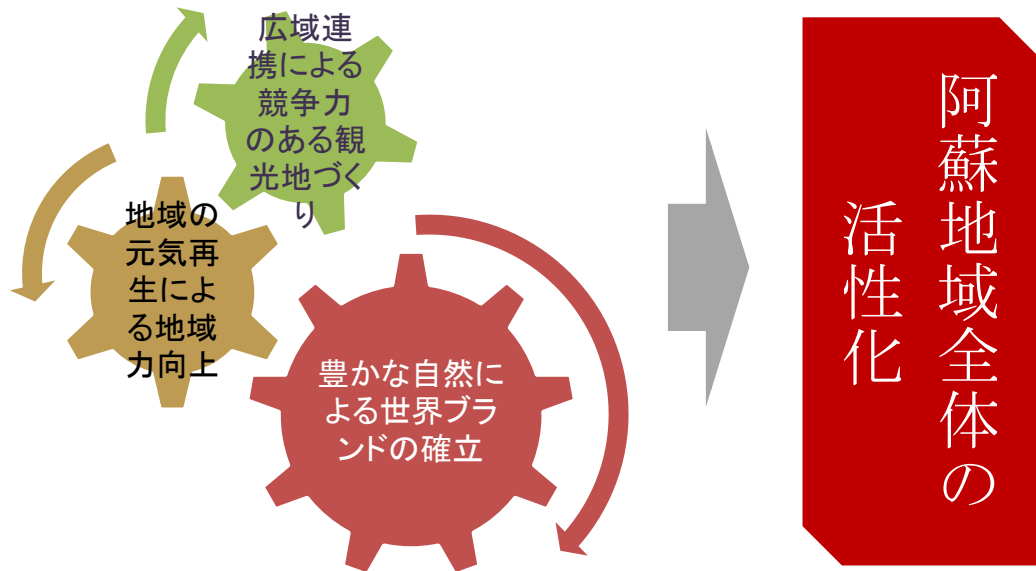 広域連
携による
競争力
のある観
光地づく
り
地域の
元気再
生によ
る地域
力向上
豊かな自然に
よる世界ブラ
ンドの確立
阿蘇地域全体の
活性化